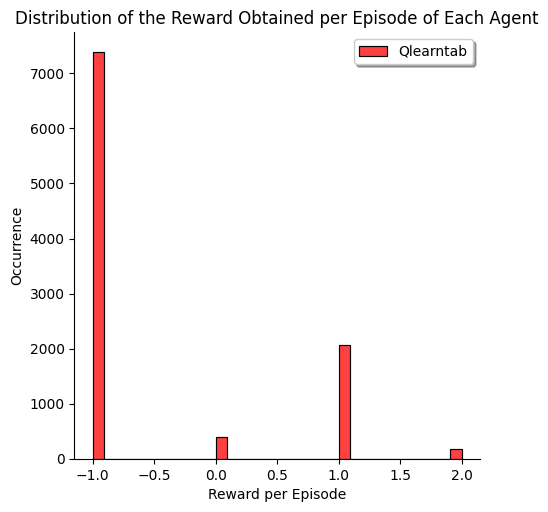 Distribution of the Reward Obtained per Episode of Each Agent
Qlearntab
7000
6000
5000
4000
3000
2000
1000
0
Occurrence
−1.0 −0.5 0.0 0.5 1.0 1.5 2.0
Reward per Episode